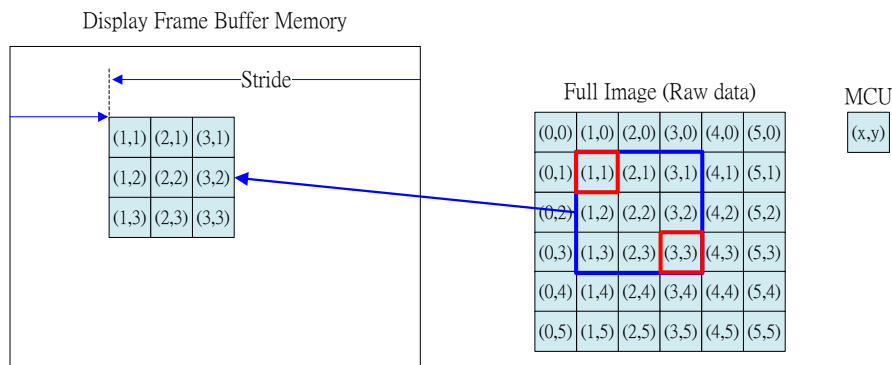 Display Frame Buffer Memory
Stride
(1,1) (2,1) (3,1)
(1,2) (2,2) (3,2)
(1,3) (2,3) (3,3)
Full Image (Raw data)
(0,0) (1,0) (2,0) (3,0) (4,0) (5,0)
(0,1) (1,1) (2,1) (3,1) (4,1) (5,1)
(0,2) (1,2) (2,2) (3,2) (4,2) (5,2)
(0,3) (1,3) (2,3) (3,3) (4,3) (5,3)
(0,4) (1,4) (2,4) (3,4) (4,4) (5,4)
(0,5) (1,5) (2,5) (3,5) (4,5) (5,5)
MCU
(x,y)